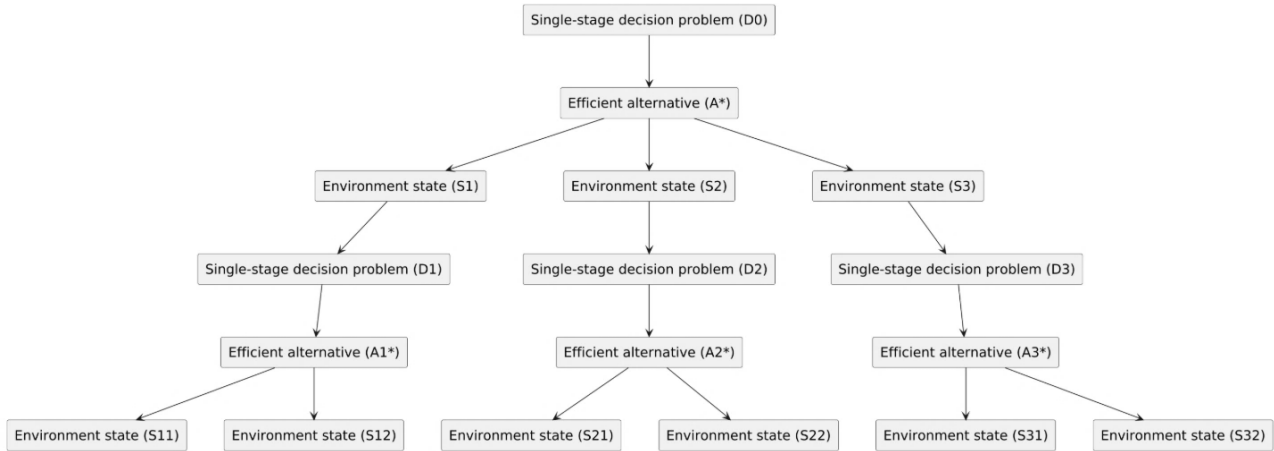 Single-stage decision problem (D0)
Efficient alternative (A*)
Environment state (S1)
Environment state (S2)
Environment state (S3)
Single-stage decision problem (D1)
Single-stage decision problem (D2)
Single-stage decision problem (D3)
Efficient alternative (A1*)
Efficient alternative (A2*)
Efficient alternative (A3*)
Environment state (S11)
Environment state (S12)
Environment state (S21)
Environment state (S22)
Environment state (S31)
Environment state (S32)